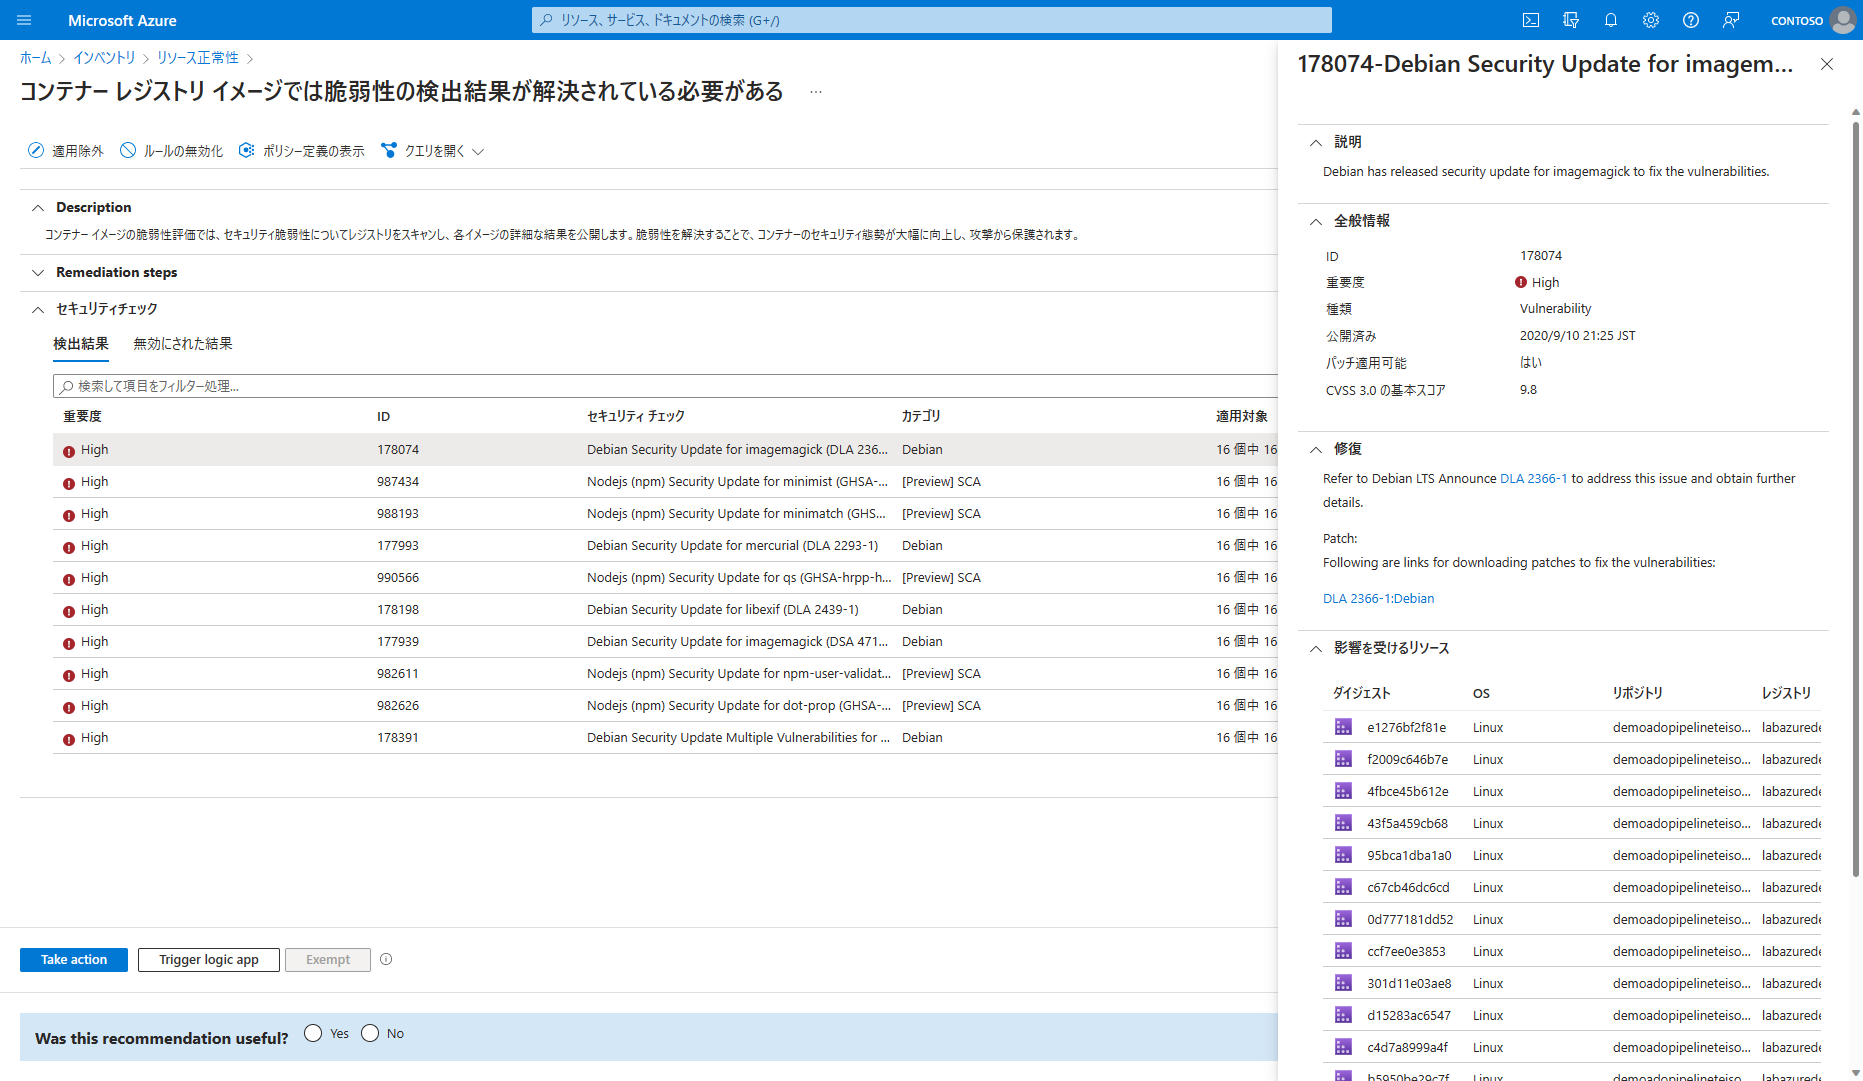 Microsoft Azure
リソース、サービス、ドキュメントの検索 (G+/)
CONTOSO
ホーム > インベントリ > リソース正常性 >
コンテナー レジストリ イメージでは脆弱性の検出結果が解決されている必要がある ...
適用除外 ルールの無効化 ポリシー定義の表示 クエリを開く
Description
コンテナー イメージの脆弱性評価では、セキュリティ脆弱性についてレジストリをスキャンし、各イメージの詳細な結果を公開します。脆弱性を解決することで、コンテナーのセキュリティ態勢が大幅に向上し、攻撃から保護されます。
Remediation steps
セキュリティチェック
検出結果 無効にされた結果
検索して項目をフィルター処理...
重要度 ID セキュリティ チェック カテゴリ 適用対象
High 178074 Debian Security Update for imagemagick (DLA 236... Debian 16 個中 16
High 987434 Nodejs (npm) Security Update for minimist (GHSA-... [Preview] SCA 16 個中 16
High 988193 Nodejs (npm) Security Update for minimatch (GHS... [Preview] SCA 16 個中 16
High 177993 Debian Security Update for mercurial (DLA 2293-1) Debian 16 個中 16
High 990566 Nodejs (npm) Security Update for qs (GHSA-hrpp-h... [Preview] SCA 16 個中 16
High 178198 Debian Security Update for libexif (DLA 2439-1) Debian 16 個中 16
High 177939 Debian Security Update for imagemagick (DSA 471... Debian 16 個中 16
High 982611 Nodejs (npm) Security Update for npm-user-validat... [Preview] SCA 16 個中 16
High 982626 Nodejs (npm) Security Update for dot-prop (GHSA-... [Preview] SCA 16 個中 16
High 178391 Debian Security Update Multiple Vulnerabilities for ... Debian 16 個中 16
Take action Trigger logic app Exempt
Was this recommendation useful? Yes No
178074-Debian Security Update for imagem...
説明
Debian has released security update for imagemagick to fix the vulnerabilities.
全般情報
ID 178074
重要度 High
種類 Vulnerability
公開済み 2020/9/10 21:25 JST
パッチ適用可能 はい
CVSS 3.0 の基本スコア 9.8
修復
Refer to Debian LTS Announce DLA 2366-1 to address this issue and obtain further
details.
Patch:
Following are links for downloading patches to fix the vulnerabilities:
DLA 2366-1:Debian
影響を受けるリソース
ダイジェスト OS リポジトリ レジストリ
e1276bf2f81e Linux demoadopipelineteiso... labazurede
f2009c646b7e Linux demoadopipelineteiso... labazurede
4fbce45b612e Linux demoadopipelineteiso... labazurede
43f5a459cb68 Linux demoadopipelineteiso... labazurede
95bca1dba1a0 Linux demoadopipelineteiso... labazurede
c67cb46dc6cd Linux demoadopipelineteiso... labazurede
0d777181dd52 Linux demoadopipelineteiso... labazurede
ccf7ee0e3853 Linux demoadopipelineteiso... labazurede
301d11e03ae8 Linux demoadopipelineteiso... labazurede
d15283ac6547 Linux demoadopipelineteiso... labazurede
c4d7a8999a4f Linux demoadopipelineteiso... labazurede
b5950be29c7f Linux demoadopipelineteiso... labazurede